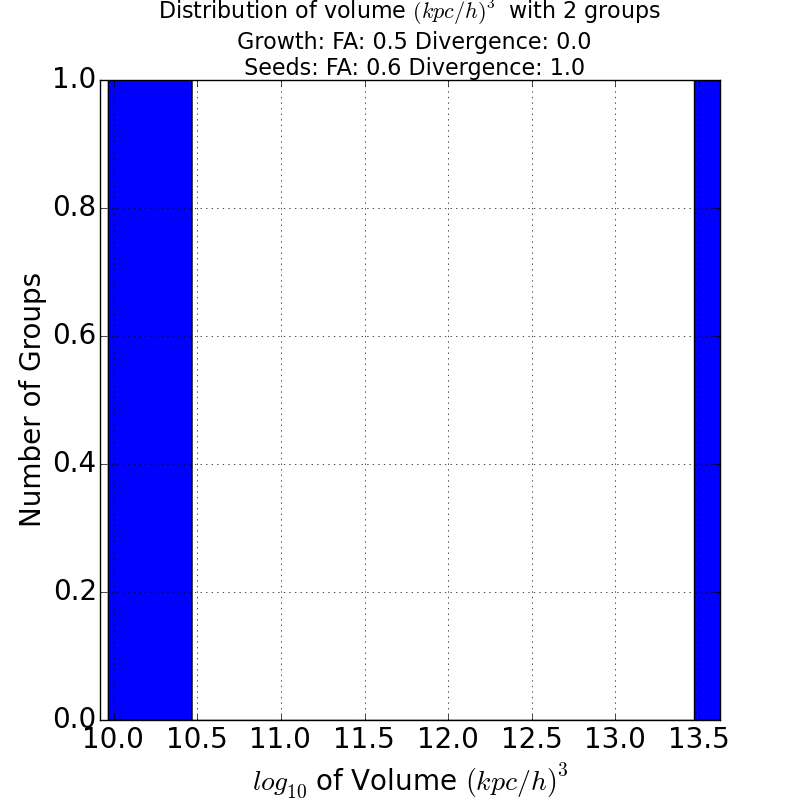 Distribution of volume (kpc/h)³ with 2 groups
Growth: FA: 0.5 Divergence: 0.0
Seeds: FA: 0.6 Divergence: 1.0
1.0
0.8
0.6
0.4
0.2
0.0
Number of Groups
10.0 10.5 11.0 11.5 12.0 12.5 13.0 13.5
log₁₀ of Volume (kpc/h)³